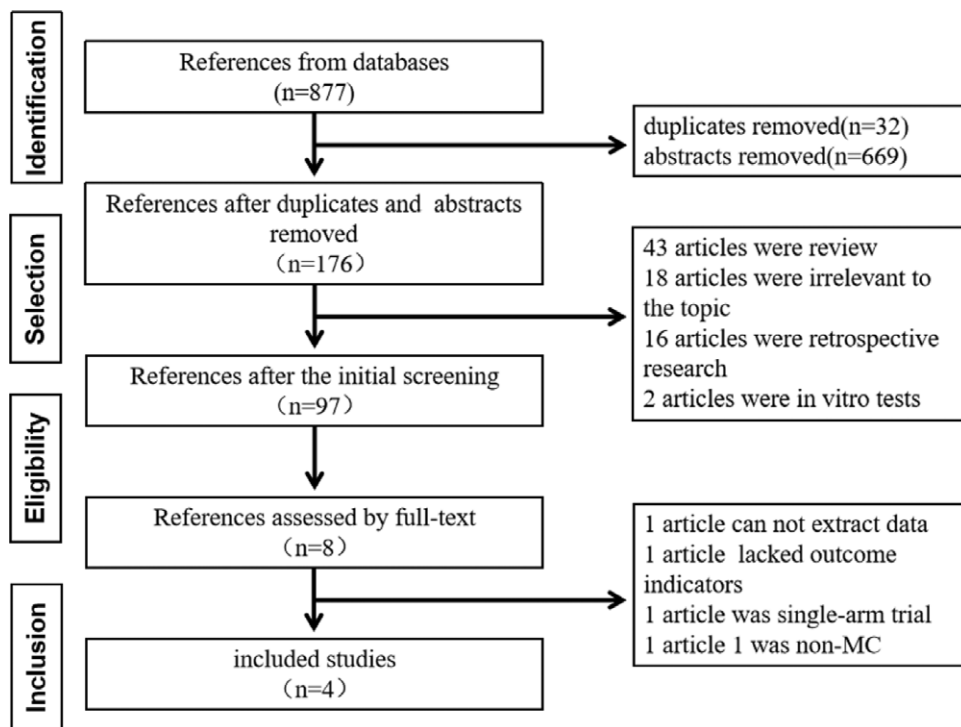 Identification
References from databases
(n=877)
duplicates removed(n=32)
abstracts removed(n=669)
References after duplicates and abstracts
removed
（n=176）
Selection
43 articles were review
18 articles were irrelevant to
the topic
16 articles were retrospective
research
2 articles were in vitro tests
References after the initial screening
（n=97）
Eligibility
References assessed by full-text
（n=8）
1 article can not extract data
1 article lacked outcome
indicators
1 article was single-arm trial
1 article 1 was non-MC
Inclusion
included studies
（n=4）